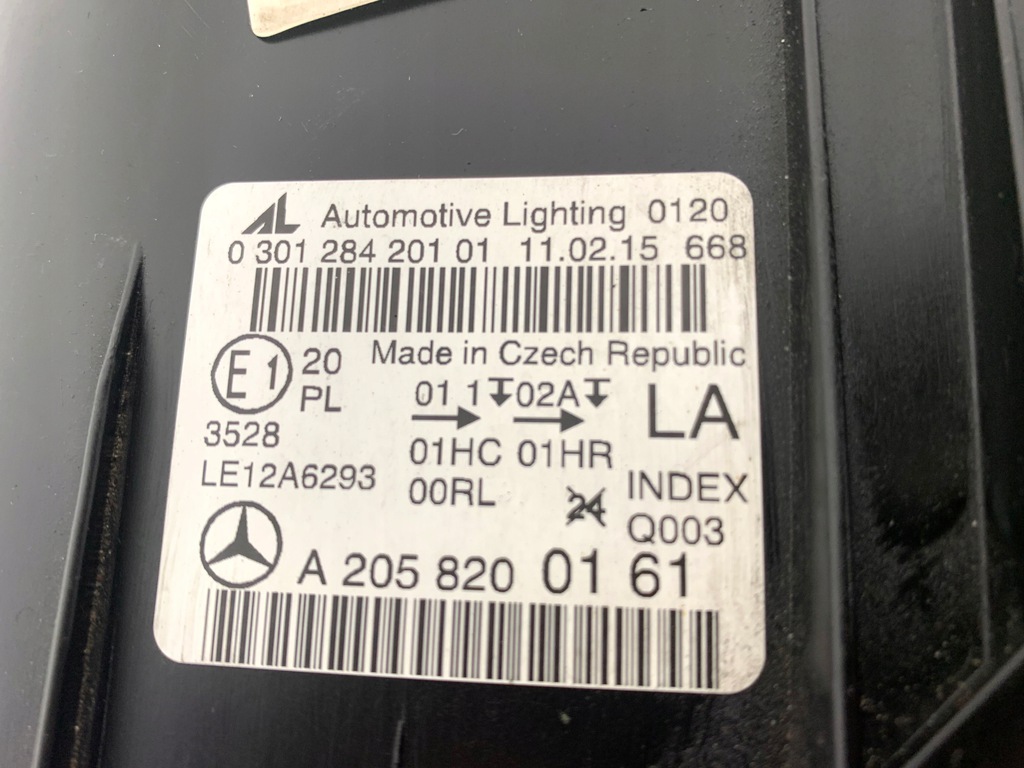 AL Automotive Lighting 0120
0 301 284 201 01 11.02.15 668
E1 20 Made in Czech Republic
PL 01 1 02A LA
3528 01HC 01HR
LE12A6293 00RL 24 INDEX
Q003
A 205 820 01 61